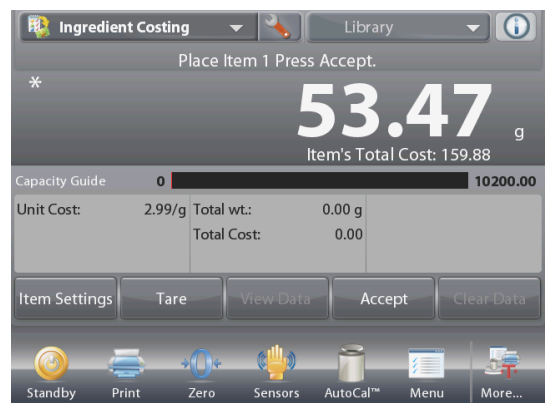 Ingredient Costing Library
Place Item 1 Press Accept.
*
53.47 g
Item's Total Cost: 159.88
Capacity Guide 0 10200.00
Unit Cost: 2.99/g Total wt.: 0.00 g
Total Cost: 0.00
Item Settings Tare View Data Accept Clear Data
Standby Print Zero Sensors AutoCal™ Menu More...